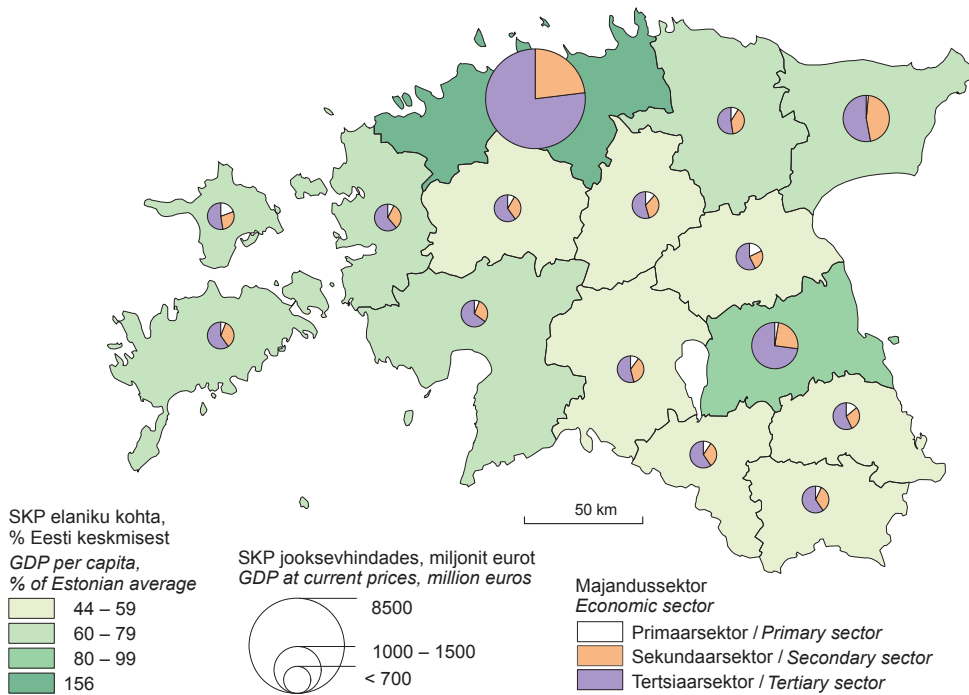 50 km
SKP elaniku kohta,
% Eesti keskmisest
GDP per capita,
% of Estonian average
44 – 59
60 – 79
80 – 99
156
SKP jooksevhindades, miljonit eurot
GDP at current prices, million euros
8500
1000 – 1500
< 700
Majandussektor
Economic sector
Primaarsektor / Primary sector
Sekundaarsektor / Secondary sector
Tertsiaarsektor / Tertiary sector